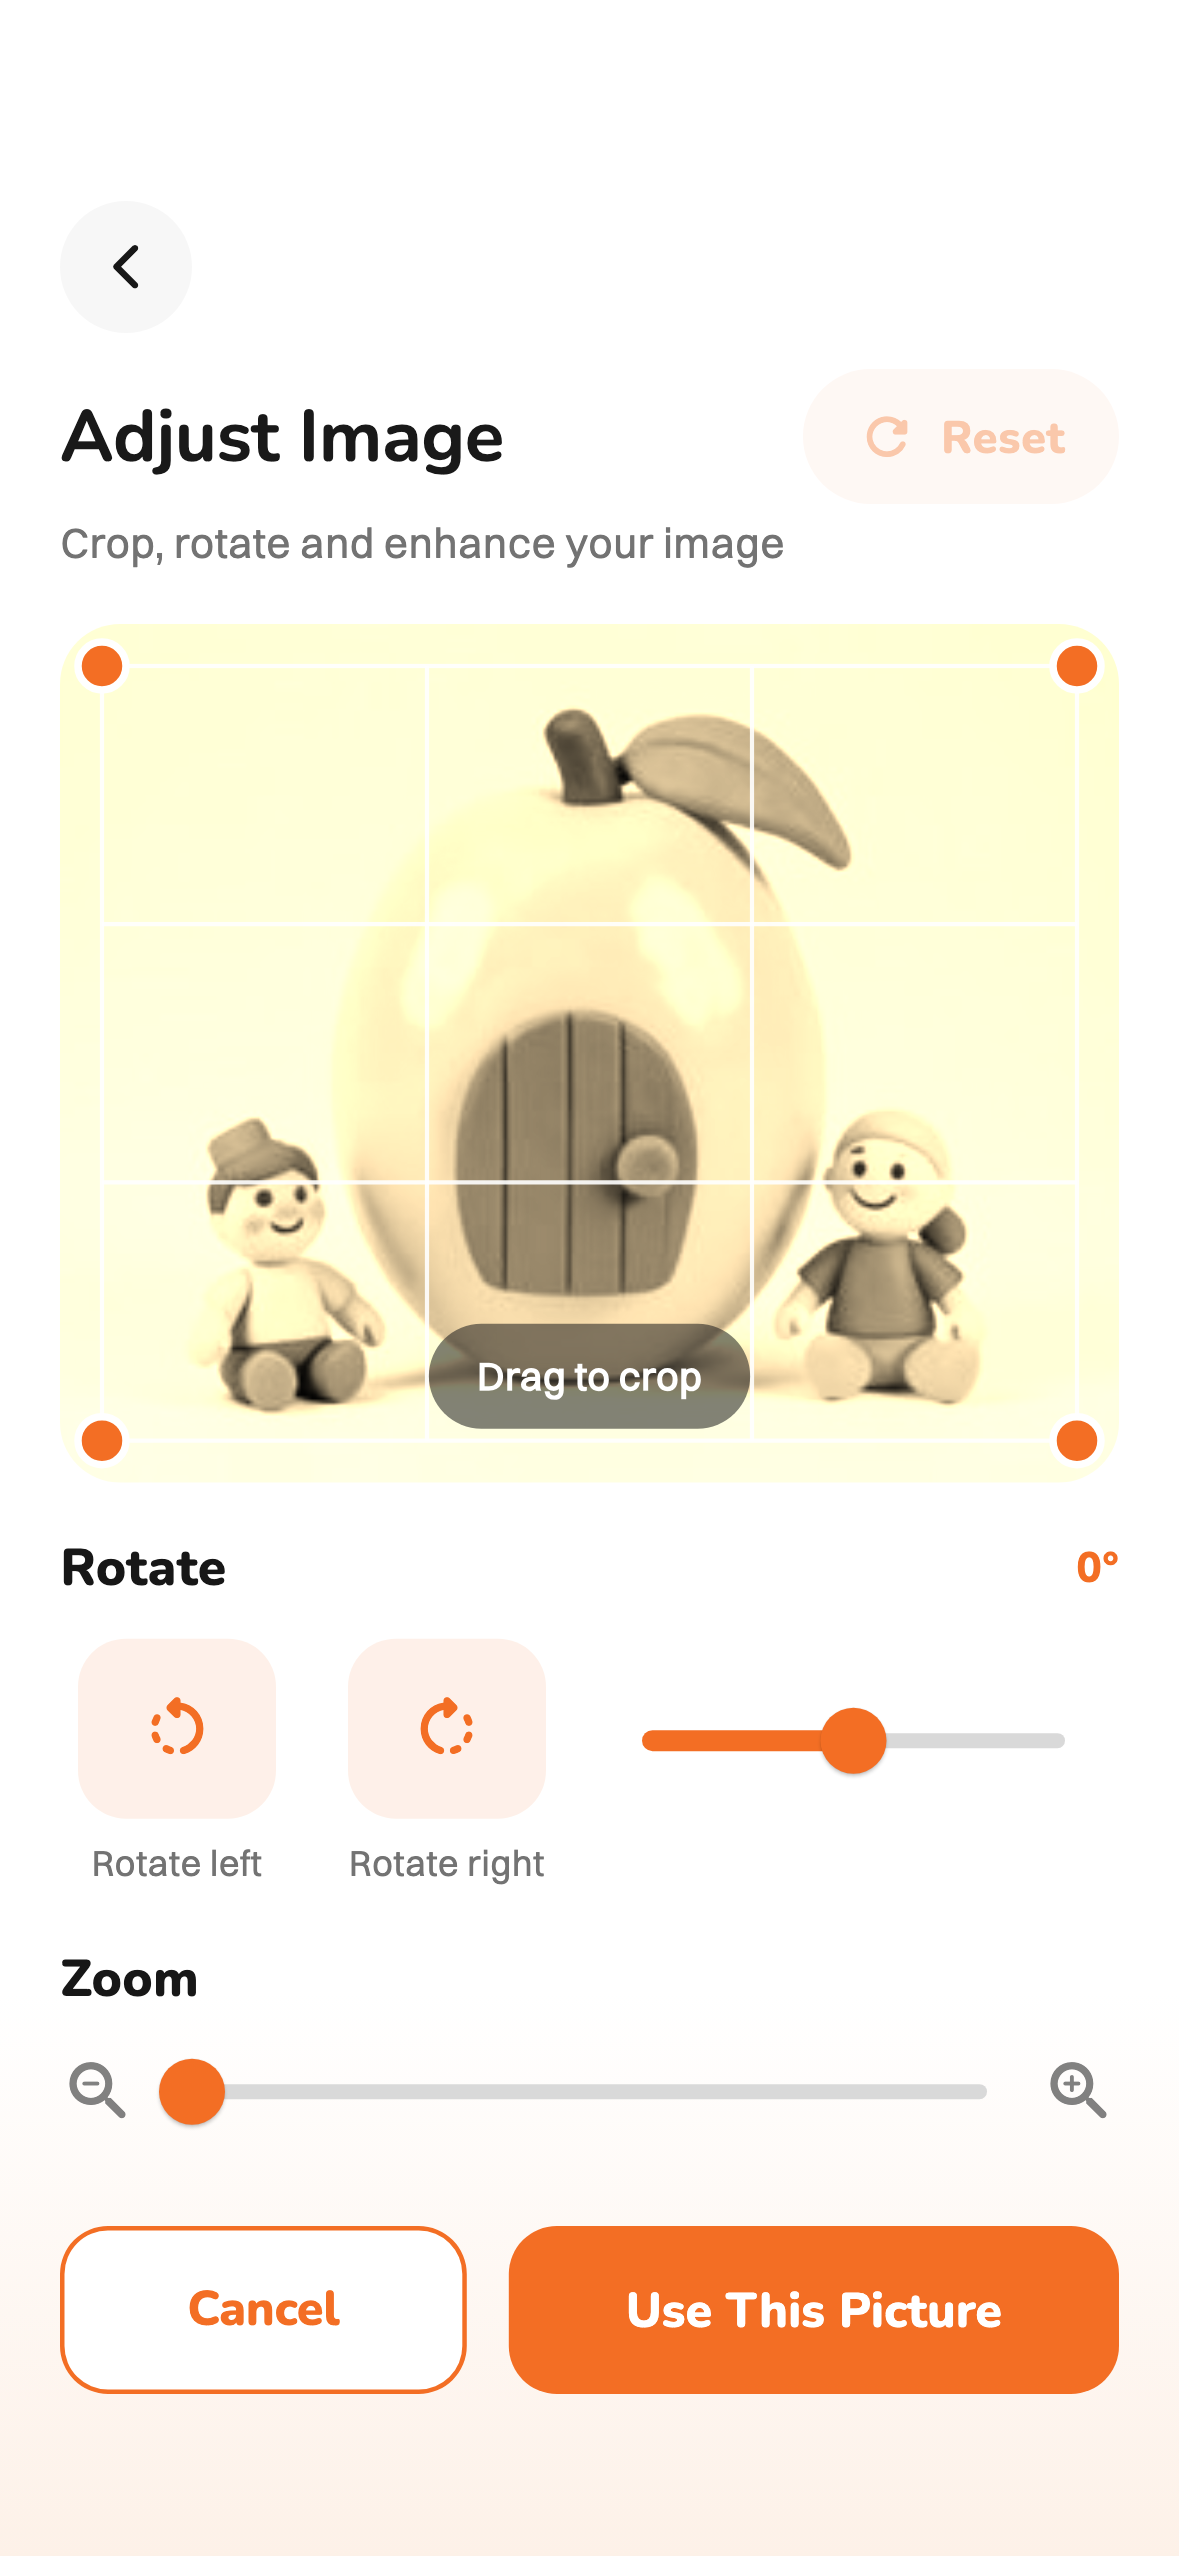 Adjust Image
Reset
Crop, rotate and enhance your image
Drag to crop
Rotate
0°
Rotate left
Rotate right
Zoom
Cancel
Use This Picture